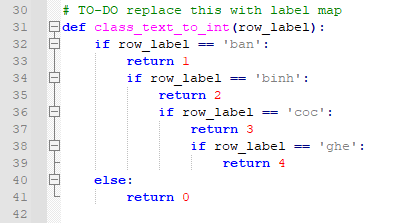 30 # TO-DO replace this with label map
31 def class_text_to_int(row_label):
32     if row_label == 'ban':
33         return 1
34         if row_label == 'binh':
35             return 2
36             if row_label == 'coc':
37                 return 3
38                 if row_label == 'ghe':
39                     return 4
40     else:
41         return 0
42